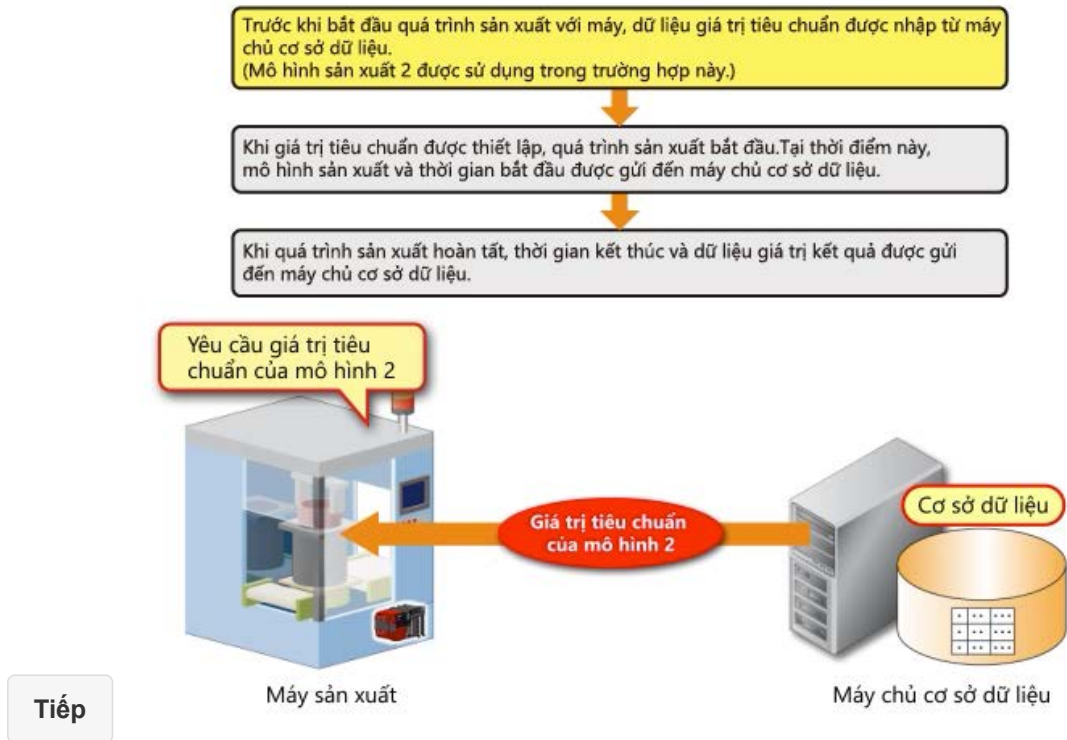 Trước khi bắt đầu quá trình sản xuất với máy, dữ liệu giá trị tiêu chuẩn được nhập từ máy
chủ cơ sở dữ liệu.
(Mô hình sản xuất 2 được sử dụng trong trường hợp này.)
Khi giá trị tiêu chuẩn được thiết lập, quá trình sản xuất bắt đầu.Tại thời điểm này,
mô hình sản xuất và thời gian bắt đầu được gửi đến máy chủ cơ sở dữ liệu.
Khi quá trình sản xuất hoàn tất, thời gian kết thúc và dữ liệu giá trị kết quả được gửi
đến máy chủ cơ sở dữ liệu.
Yêu cầu giá trị tiêu
chuẩn của mô hình 2
Giá trị tiêu chuẩn
của mô hình 2
Cơ sở dữ liệu
Máy sản xuất
Máy chủ cơ sở dữ liệu
Tiếp